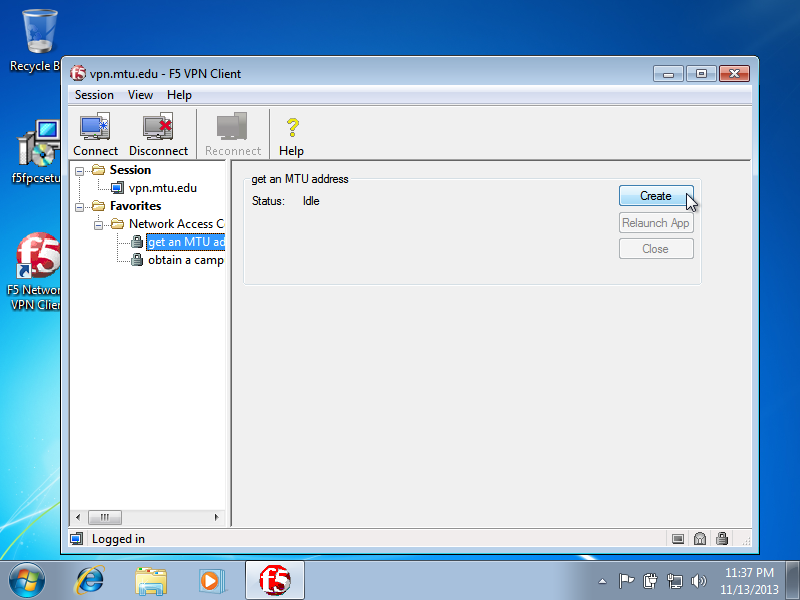 Recycle B
f5fpcsetu
F5 Networ
VPN Clien
vpn.mtu.edu - F5 VPN Client
Session View Help
Connect Disconnect Reconnect Help
Session
vpn.mtu.edu
Favorites
Network Access C
get an MTU ad
obtain a camp
get an MTU address
Status: Idle
Create
Relaunch App
Close
Logged in
11:37 PM
11/13/2013